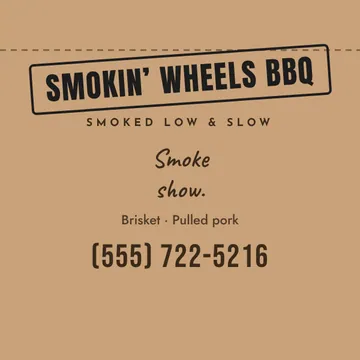 SMOKIN’ WHEELS BBQ
SMOKED LOW & SLOW
Smoke
show.
Brisket · Pulled pork
(555) 722-5216